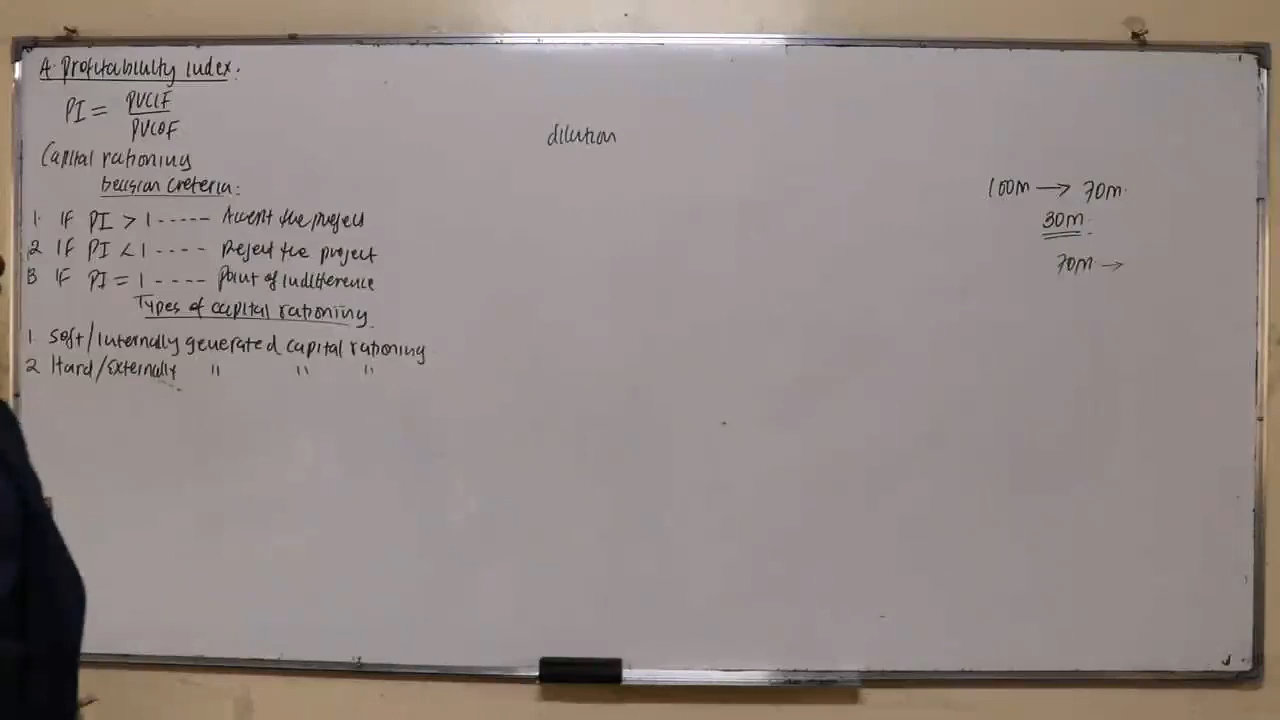 A. Profitability index.
PI = PVCIF
PVCOF
Capital rationing
Decision Creteria:
1. IF PI > 1 ----- Accept the project
2 IF PI < 1 ---- Reject the project
3 IF PI = 1 ---- Point of indifference
Types of capital rationing
1. Soft/internally generated capital rationing
2 Hard/Externally " " "
dilution
100M → 70M.
30M.
70M →